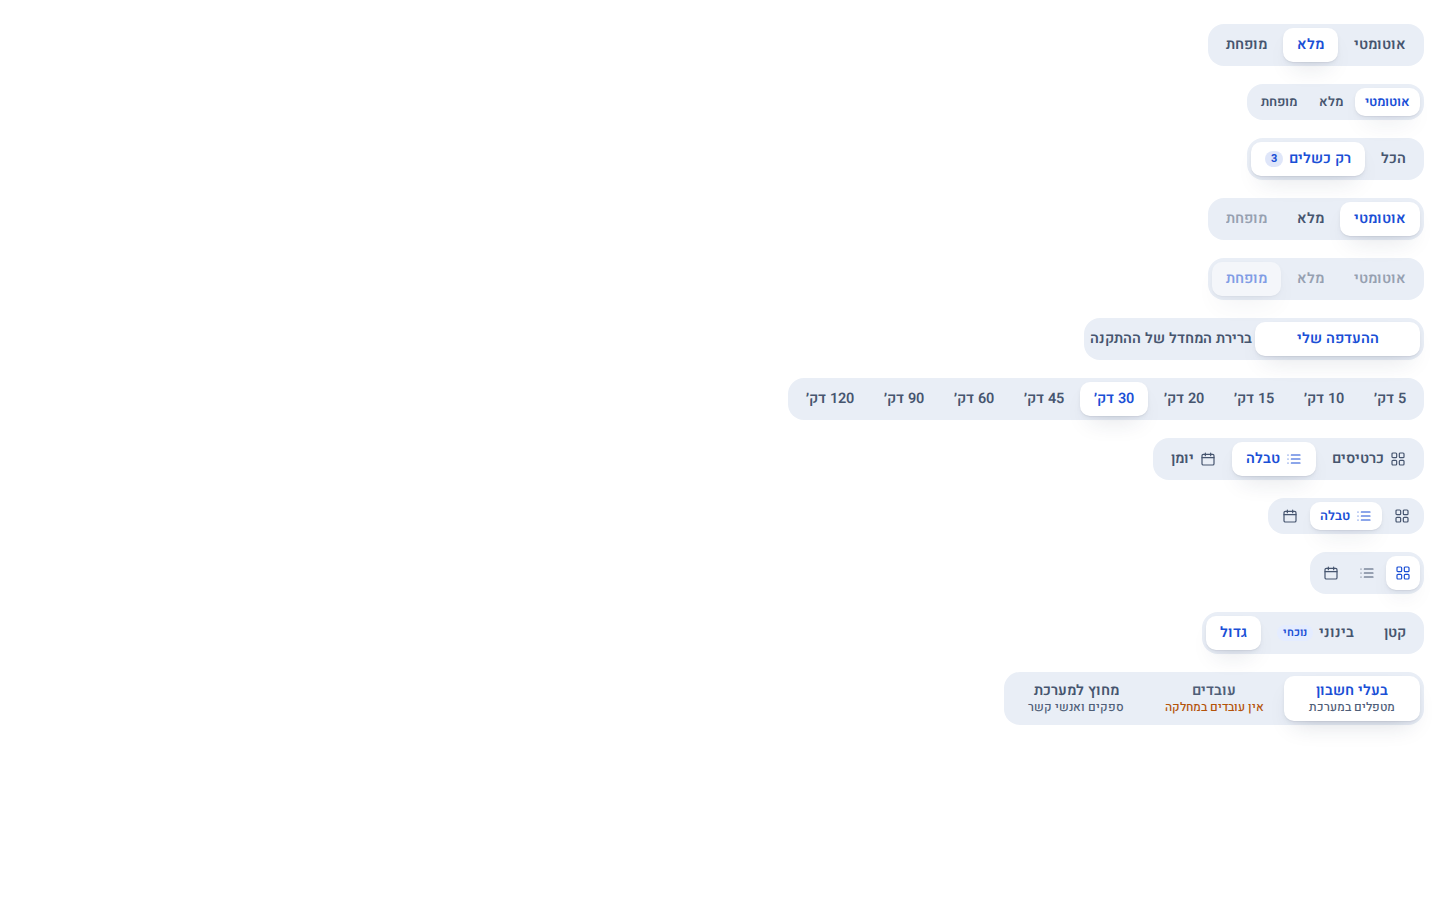 אוטומטי מלא מופחת
אוטומטי מלא מופחת
הכל רק כשלים 3
אוטומטי מלא מופחת
אוטומטי מלא מופחת
ההעדפה שלי ברירת המחדל של ההתקנה
5 דק׳ 10 דק׳ 15 דק׳ 20 דק׳ 30 דק׳ 45 דק׳ 60 דק׳ 90 דק׳ 120 דק׳
כרטיסים טבלה יומן
טבלה
קטן בינוני נוכחי גדול
בעלי חשבון עובדים מחוץ למערכת
מטפלים במערכת אין עובדים במחלקה ספקים ואנשי קשר